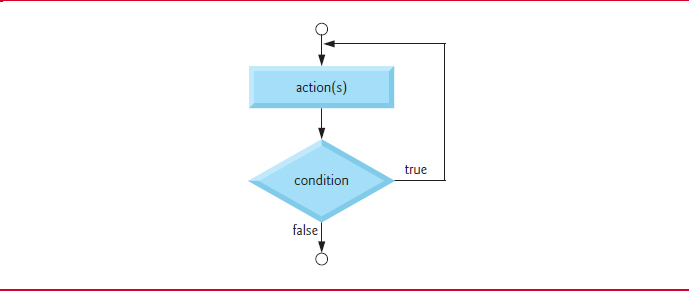 action(s)
condition
true
false